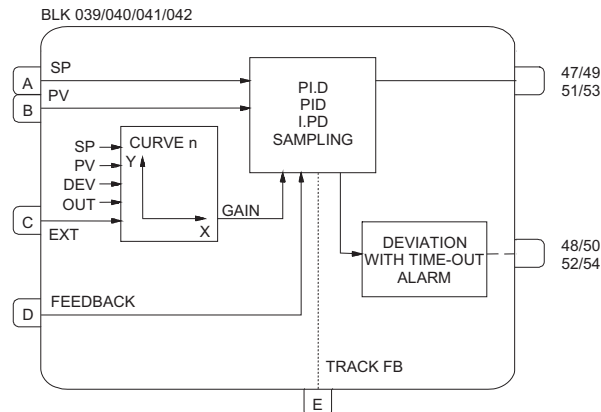 BLK 039/040/041/042
A
SP
B
PV
PI.D
PID
I.PD
SAMPLING
47/49
51/53
CURVE n
SP
PV
DEV
OUT
Y
X
GAIN
C
EXT
DEVIATION
WITH TIME-OUT
ALARM
48/50
52/54
D
FEEDBACK
TRACK FB
E